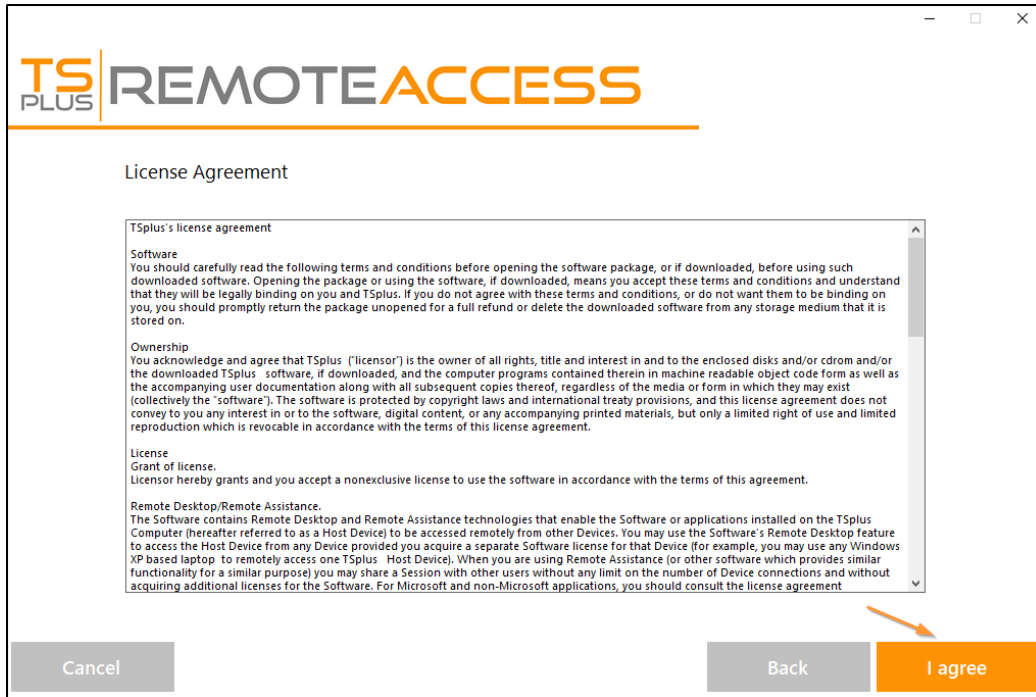 TS PLUS REMOTEACCESS
License Agreement
TSplus's license agreement
Software
You should carefully read the following terms and conditions before opening the software package, or if downloaded, before using such
downloaded software. Opening the package or using the software, if downloaded, means you accept these terms and conditions and understand
that they will be legally binding on you and TSplus. If you do not agree with these terms and conditions, or do not want them to be binding on
you, you should promptly return the package unopened for a full refund or delete the downloaded software from any storage medium that it is
stored on.
Ownership
You acknowledge and agree that TSplus ("licensor") is the owner of all rights, title and interest in and to the enclosed disks and/or cdrom and/or
the downloaded TSplus software, if downloaded, and the computer programs contained therein in machine readable object code form as well as
the accompanying user documentation along with all subsequent copies thereof, regardless of the media or form in which they may exist
(collectively the "software"). The software is protected by copyright laws and international treaty provisions, and this license agreement does not
convey to you any interest in or to the software, digital content, or any accompanying printed materials, but only a limited right of use and limited
reproduction which is revocable in accordance with the terms of this license agreement.
License
Grant of license.
Licensor hereby grants and you accept a nonexclusive license to use the software in accordance with the terms of this agreement.
Remote Desktop/Remote Assistance.
The Software contains Remote Desktop and Remote Assistance technologies that enable the Software or applications installed on the TSplus
Computer (hereafter referred to as a Host Device) to be accessed remotely from other Devices. You may use the Software's Remote Desktop feature
to access the Host Device from any Device provided you acquire a separate Software license for that Device (for example, you may use any Windows
XP based laptop to remotely access one TSplus Host Device). When you are using Remote Assistance (or other software which provides similar
functionality for a similar purpose) you may share a Session with other users without any limit on the number of Device connections and without
acquiring additional licenses for the Software. For Microsoft and non-Microsoft applications, you should consult the license agreement
Cancel
Back
I agree